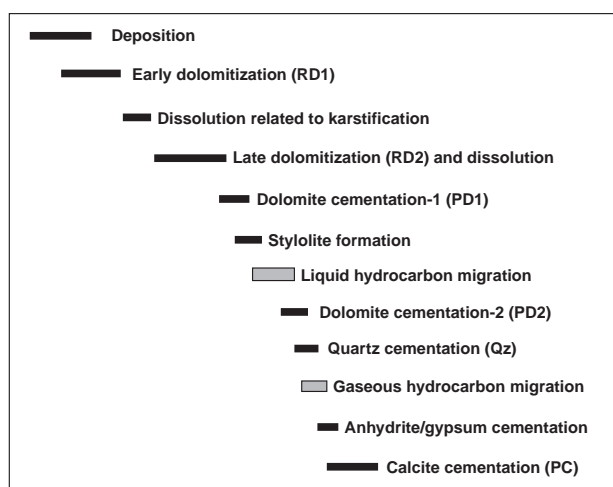 Deposition
Early dolomitization (RD1)
Dissolution related to karstification
Late dolomitization (RD2) and dissolution
Dolomite cementation-1 (PD1)
Stylolite formation
Liquid hydrocarbon migration
Dolomite cementation-2 (PD2)
Quartz cementation (Qz)
Gaseous hydrocarbon migration
Anhydrite/gypsum cementation
Calcite cementation (PC)